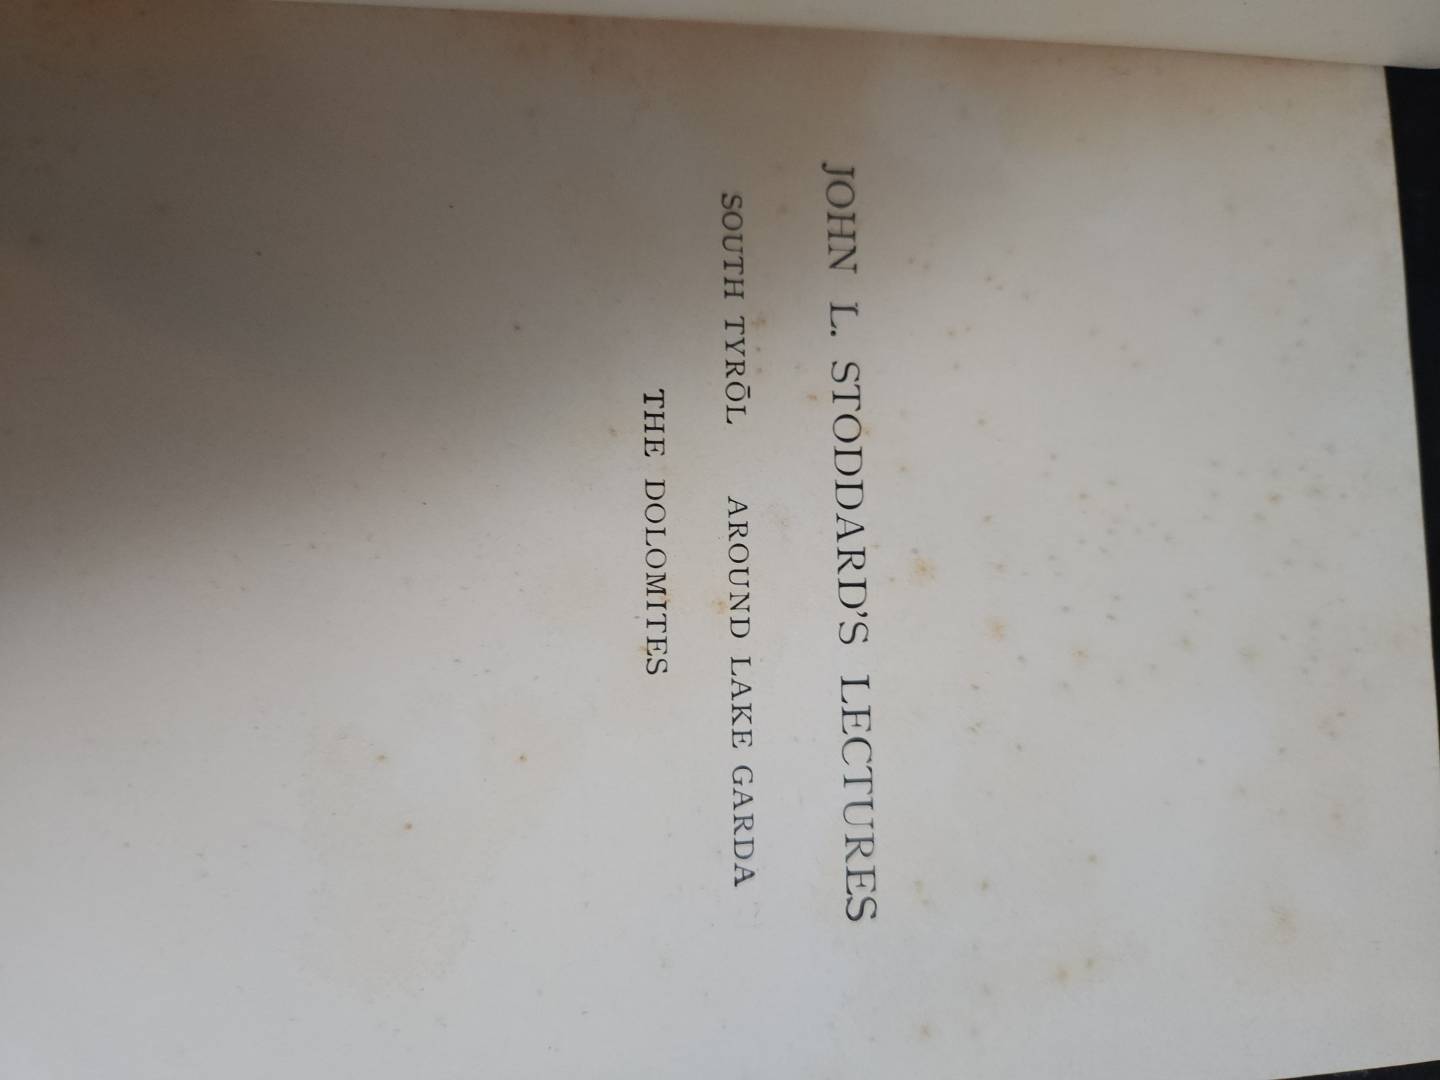 JOHN L. STODDARD'S LECTURES
SOUTH TYRŌL AROUND LAKE GARDA
THE DOLOMITES